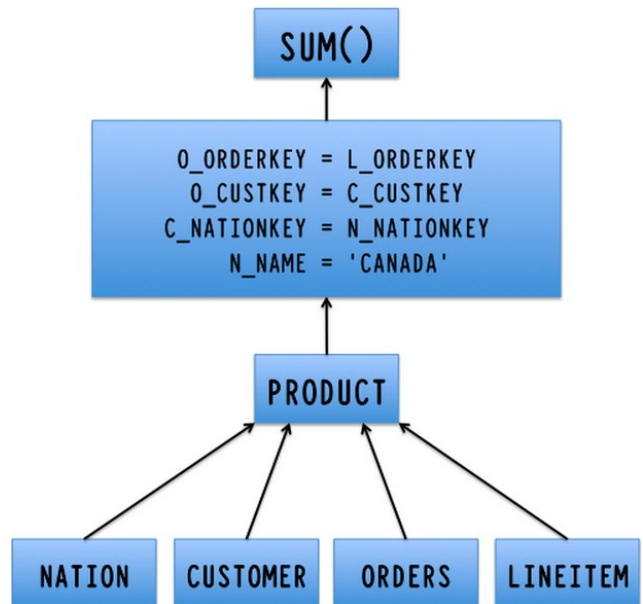 SUM()
O_ORDERKEY = L_ORDERKEY
O_CUSTKEY = C_CUSTKEY
C_NATIONKEY = N_NATIONKEY
N_NAME = 'CANADA'
PRODUCT
NATION
CUSTOMER
ORDERS
LINEITEM